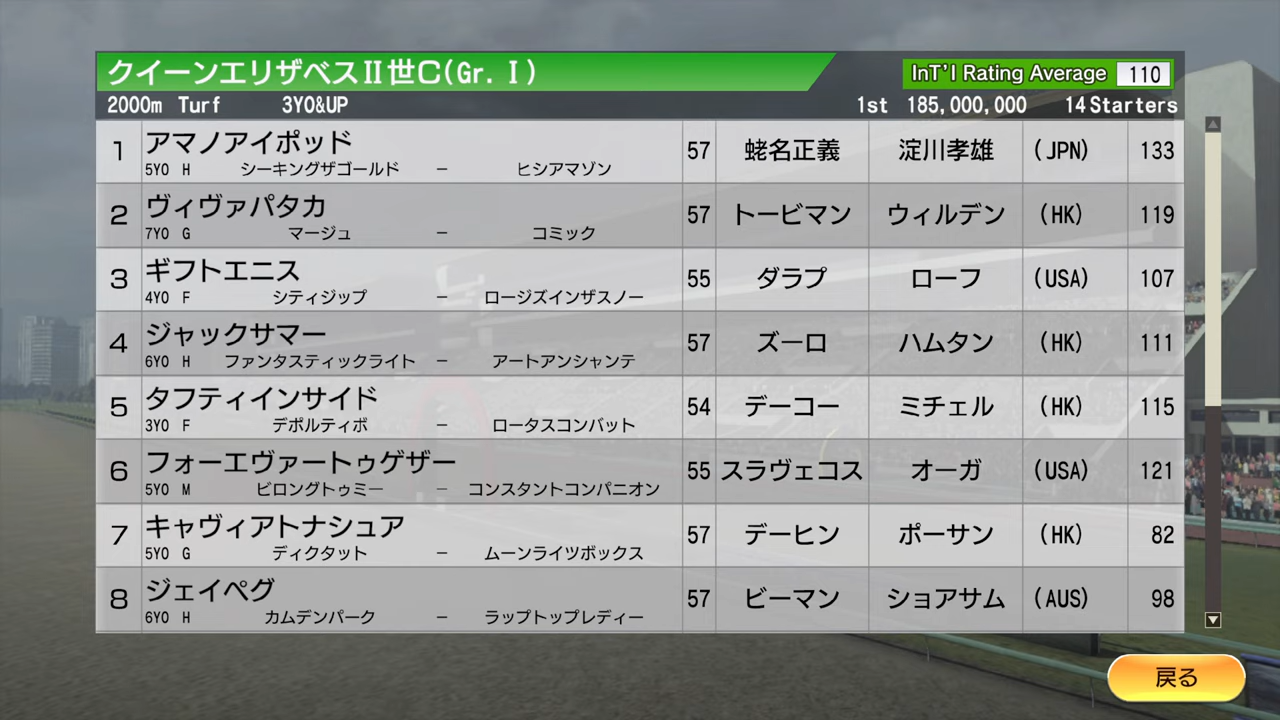 クイーンエリザベスⅡ世C(Gr.Ⅰ)
InT'l Rating Average 110
2000m Turf 3YO&UP 1st 185,000,000 14Starters
1 アマノアイポッド 57 蛯名正義 淀川孝雄 (JPN) 133
5YO H シーキングザゴールド － ヒシアマゾン
2 ヴィヴァパタカ 57 トービマン ウィルデン (HK) 119
7YO G マージュ － コミック
3 ギフトエニス 55 ダラプ ローフ (USA) 107
4YO F シティジップ － ロージズインザスノー
4 ジャックサマー 57 ズーロ ハムタン (HK) 111
6YO H ファンタスティックライト － アートアンシャンテ
5 タフティインサイド 54 デーコー ミチェル (HK) 115
3YO F デポルティボ － ロータスコンバット
6 フォーエヴァートゥゲザー 55 スラヴェコス オーガ (USA) 121
5YO M ビロングトゥミー － コンスタントコンパニオン
7 キャヴィアトナシュア 57 デーヒン ポーサン (HK) 82
5YO G ディクタット － ムーンライツボックス
8 ジェイペグ 57 ビーマン ショアサム (AUS) 98
6YO H カムデンパーク － ラップトップレディー
戻る